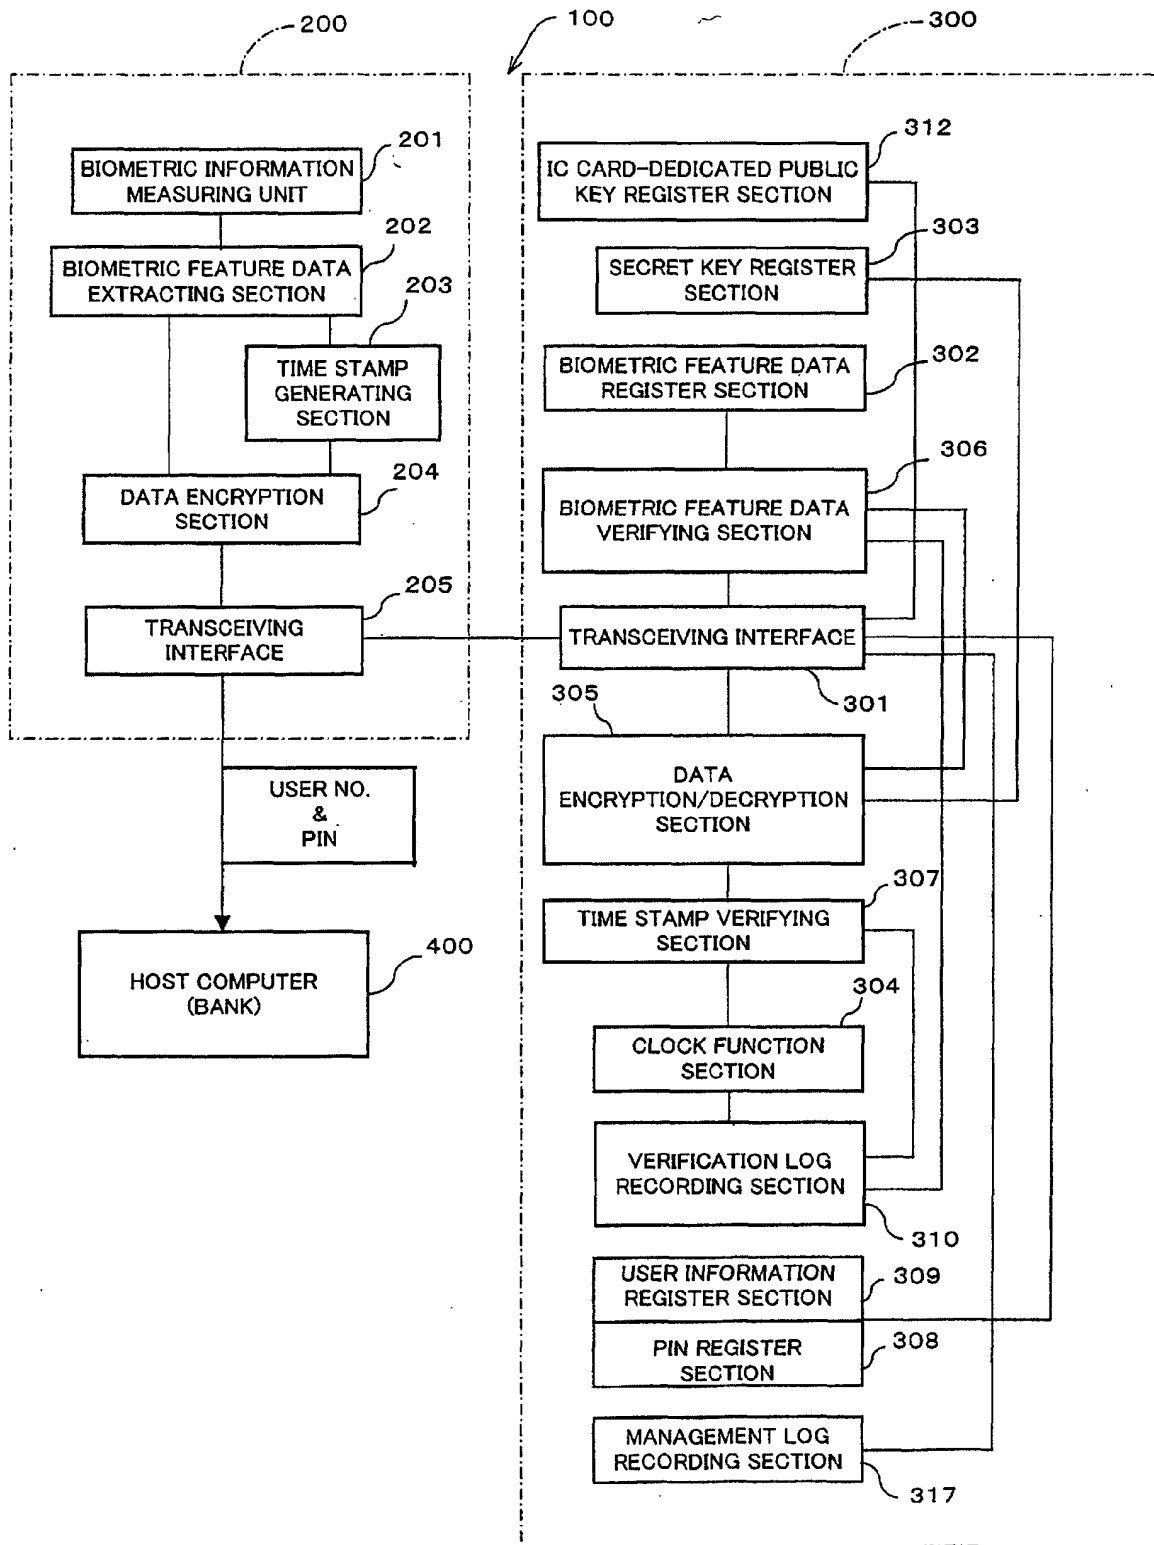 200
100
300
201
BIOMETRIC INFORMATION
MEASURING UNIT
202
BIOMETRIC FEATURE DATA
EXTRACTING SECTION
203
TIME STAMP
GENERATING
SECTION
204
DATA ENCRYPTION
SECTION
205
TRANSCEIVING
INTERFACE
USER NO.
&
PIN
400
HOST COMPUTER
(BANK)
312
IC CARD-DEDICATED PUBLIC
KEY REGISTER SECTION
303
SECRET KEY REGISTER
SECTION
302
BIOMETRIC FEATURE DATA
REGISTER SECTION
306
BIOMETRIC FEATURE DATA
VERIFYING SECTION
TRANSCEIVING INTERFACE
301
305
DATA
ENCRYPTION/DECRYPTION
SECTION
307
TIME STAMP VERIFYING
SECTION
304
CLOCK FUNCTION
SECTION
VERIFICATION LOG
RECORDING SECTION
310
USER INFORMATION
REGISTER SECTION
309
PIN REGISTER
SECTION
308
MANAGEMENT LOG
RECORDING SECTION
317